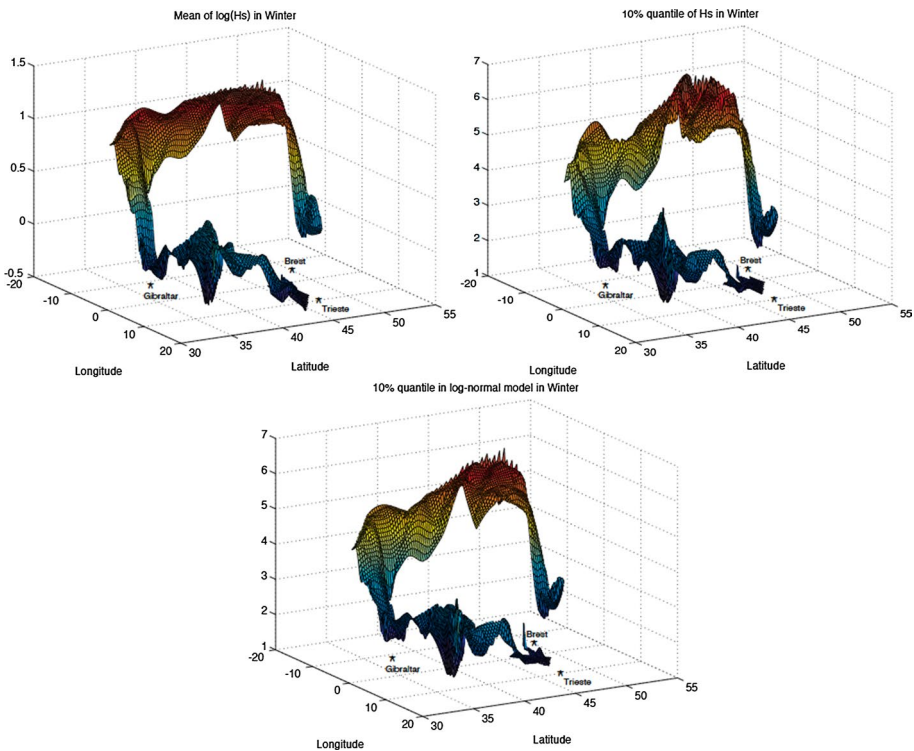 Mean of log(Hs) in Winter
1.5
1
0.5
0
-0.5
-20
-10
0
10
20
30
35
40
45
50
55
Brest
Gibraltar
Trieste
Longitude
Latitude
10% quantile of Hs in Winter
7
6
5
4
3
2
1
-20
-10
0
10
20
30
35
40
45
50
55
Brest
Gibraltar
Trieste
Longitude
Latitude
10% quantile in log-normal model in Winter
7
6
5
4
3
2
1
-20
-10
0
10
20
30
35
40
45
50
55
Brest
Gibraltar
Trieste
Longitude
Latitude